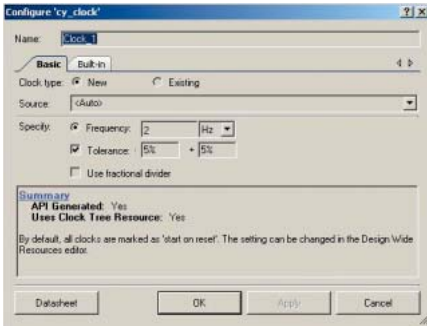 Configure 'cy_clock'
Name: Clock_1
Basic Built-in
Clock type: New Existing
Source: <Auto>
Specify: Frequency: 2 Hz
Tolerance: - 5% + 5%
Use fractional divider
Summary
API Generated: Yes
Uses Clock Tree Resource: Yes
By default, all clocks are marked as 'start on reset'. The setting can be changed in the Design Wide
Resources editor.
Datasheet OK Apply Cancel